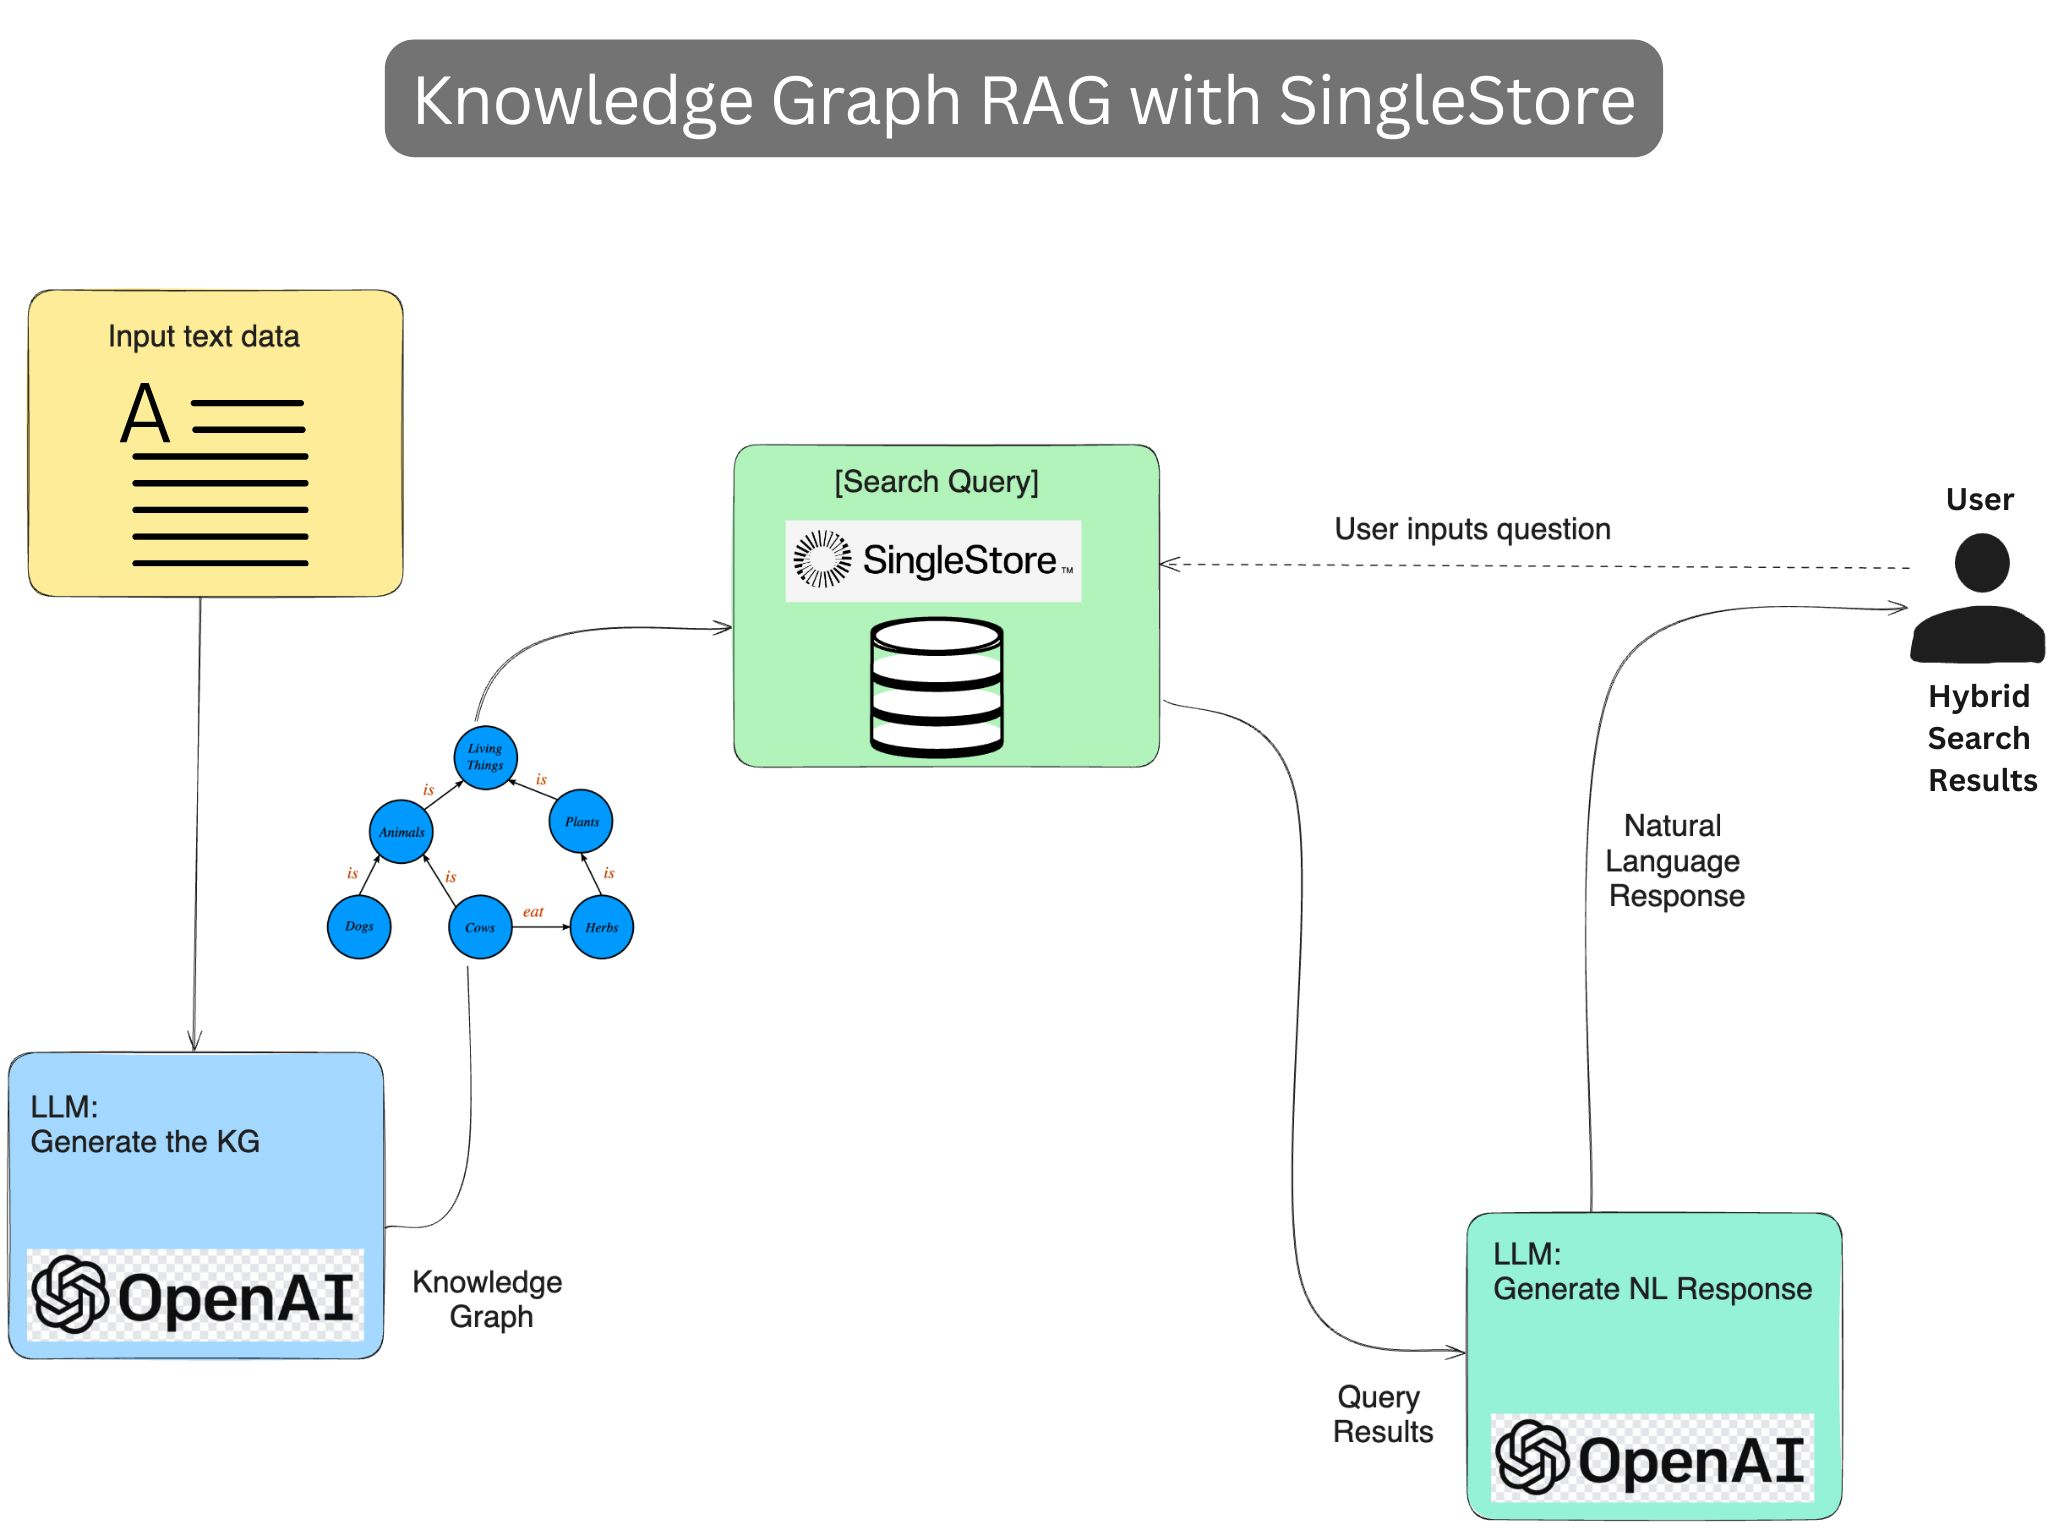 Knowledge Graph RAG with SingleStore
Input text data
A
[Search Query]
SingleStore™
User inputs question
User
Hybrid
Search
Results
Living
Things
is
is
Animals
Plants
is
is
is
Dogs
Cows
eat
Herbs
Natural
Language
Response
LLM:
Generate the KG
OpenAI
Knowledge
Graph
LLM:
Generate NL Response
Query
Results
OpenAI